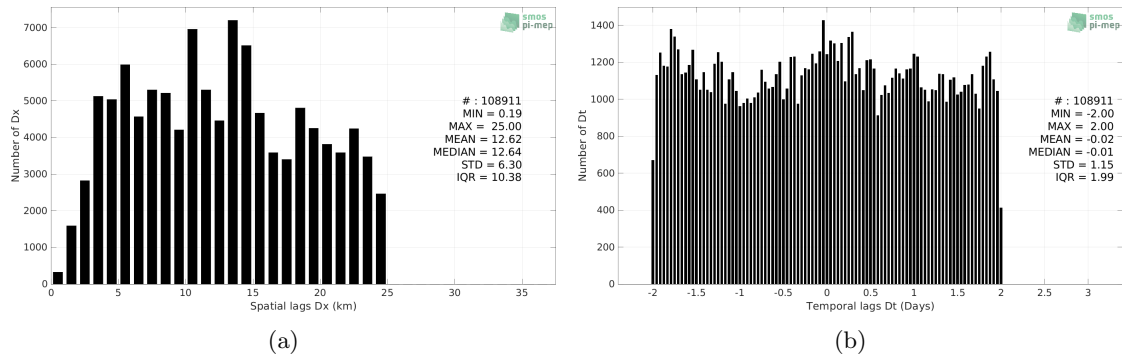 7000
6000
5000
4000
3000
2000
1000
0
Number of Dx
0 5 10 15 20 25 30 35
Spatial lags Dx (km)
smos
pi-mep
# : 108911
MIN = 0.19
MAX = 25.00
MEAN = 12.62
MEDIAN = 12.64
STD = 6.30
IQR = 10.38
(a)
1400
1200
1000
800
600
400
200
0
Number of Dt
-2 -1.5 -1 -0.5 0 0.5 1 1.5 2 2.5 3
Temporal lags Dt (Days)
smos
pi-mep
# : 108911
MIN = -2.00
MAX = 2.00
MEAN = -0.02
MEDIAN = -0.01
STD = 1.15
IQR = 1.99
(b)